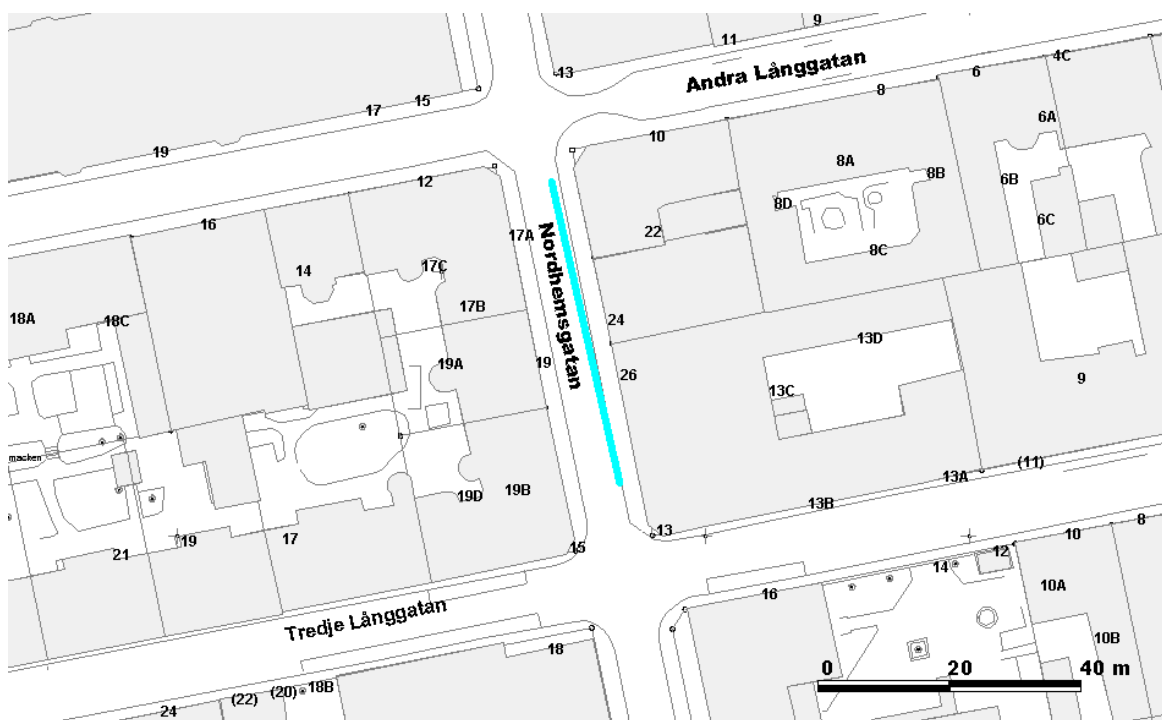 9
11
13
Andra Långgatan
4C
6
8
17
15
10
6A
19
8A
8B
12
6B
8D
16
22
6C
17A
8C
Nordhemsgatan
14
17C
17B
18A
18C
24
13D
19
19A
26
9
13C
macken
(11)
13A
19D
19B
13B
13
8
10
19
17
15
12
21
14
10A
16
Tredje Långgatan
10B
18
0 20 40 m
18B
(20)
(22)
24